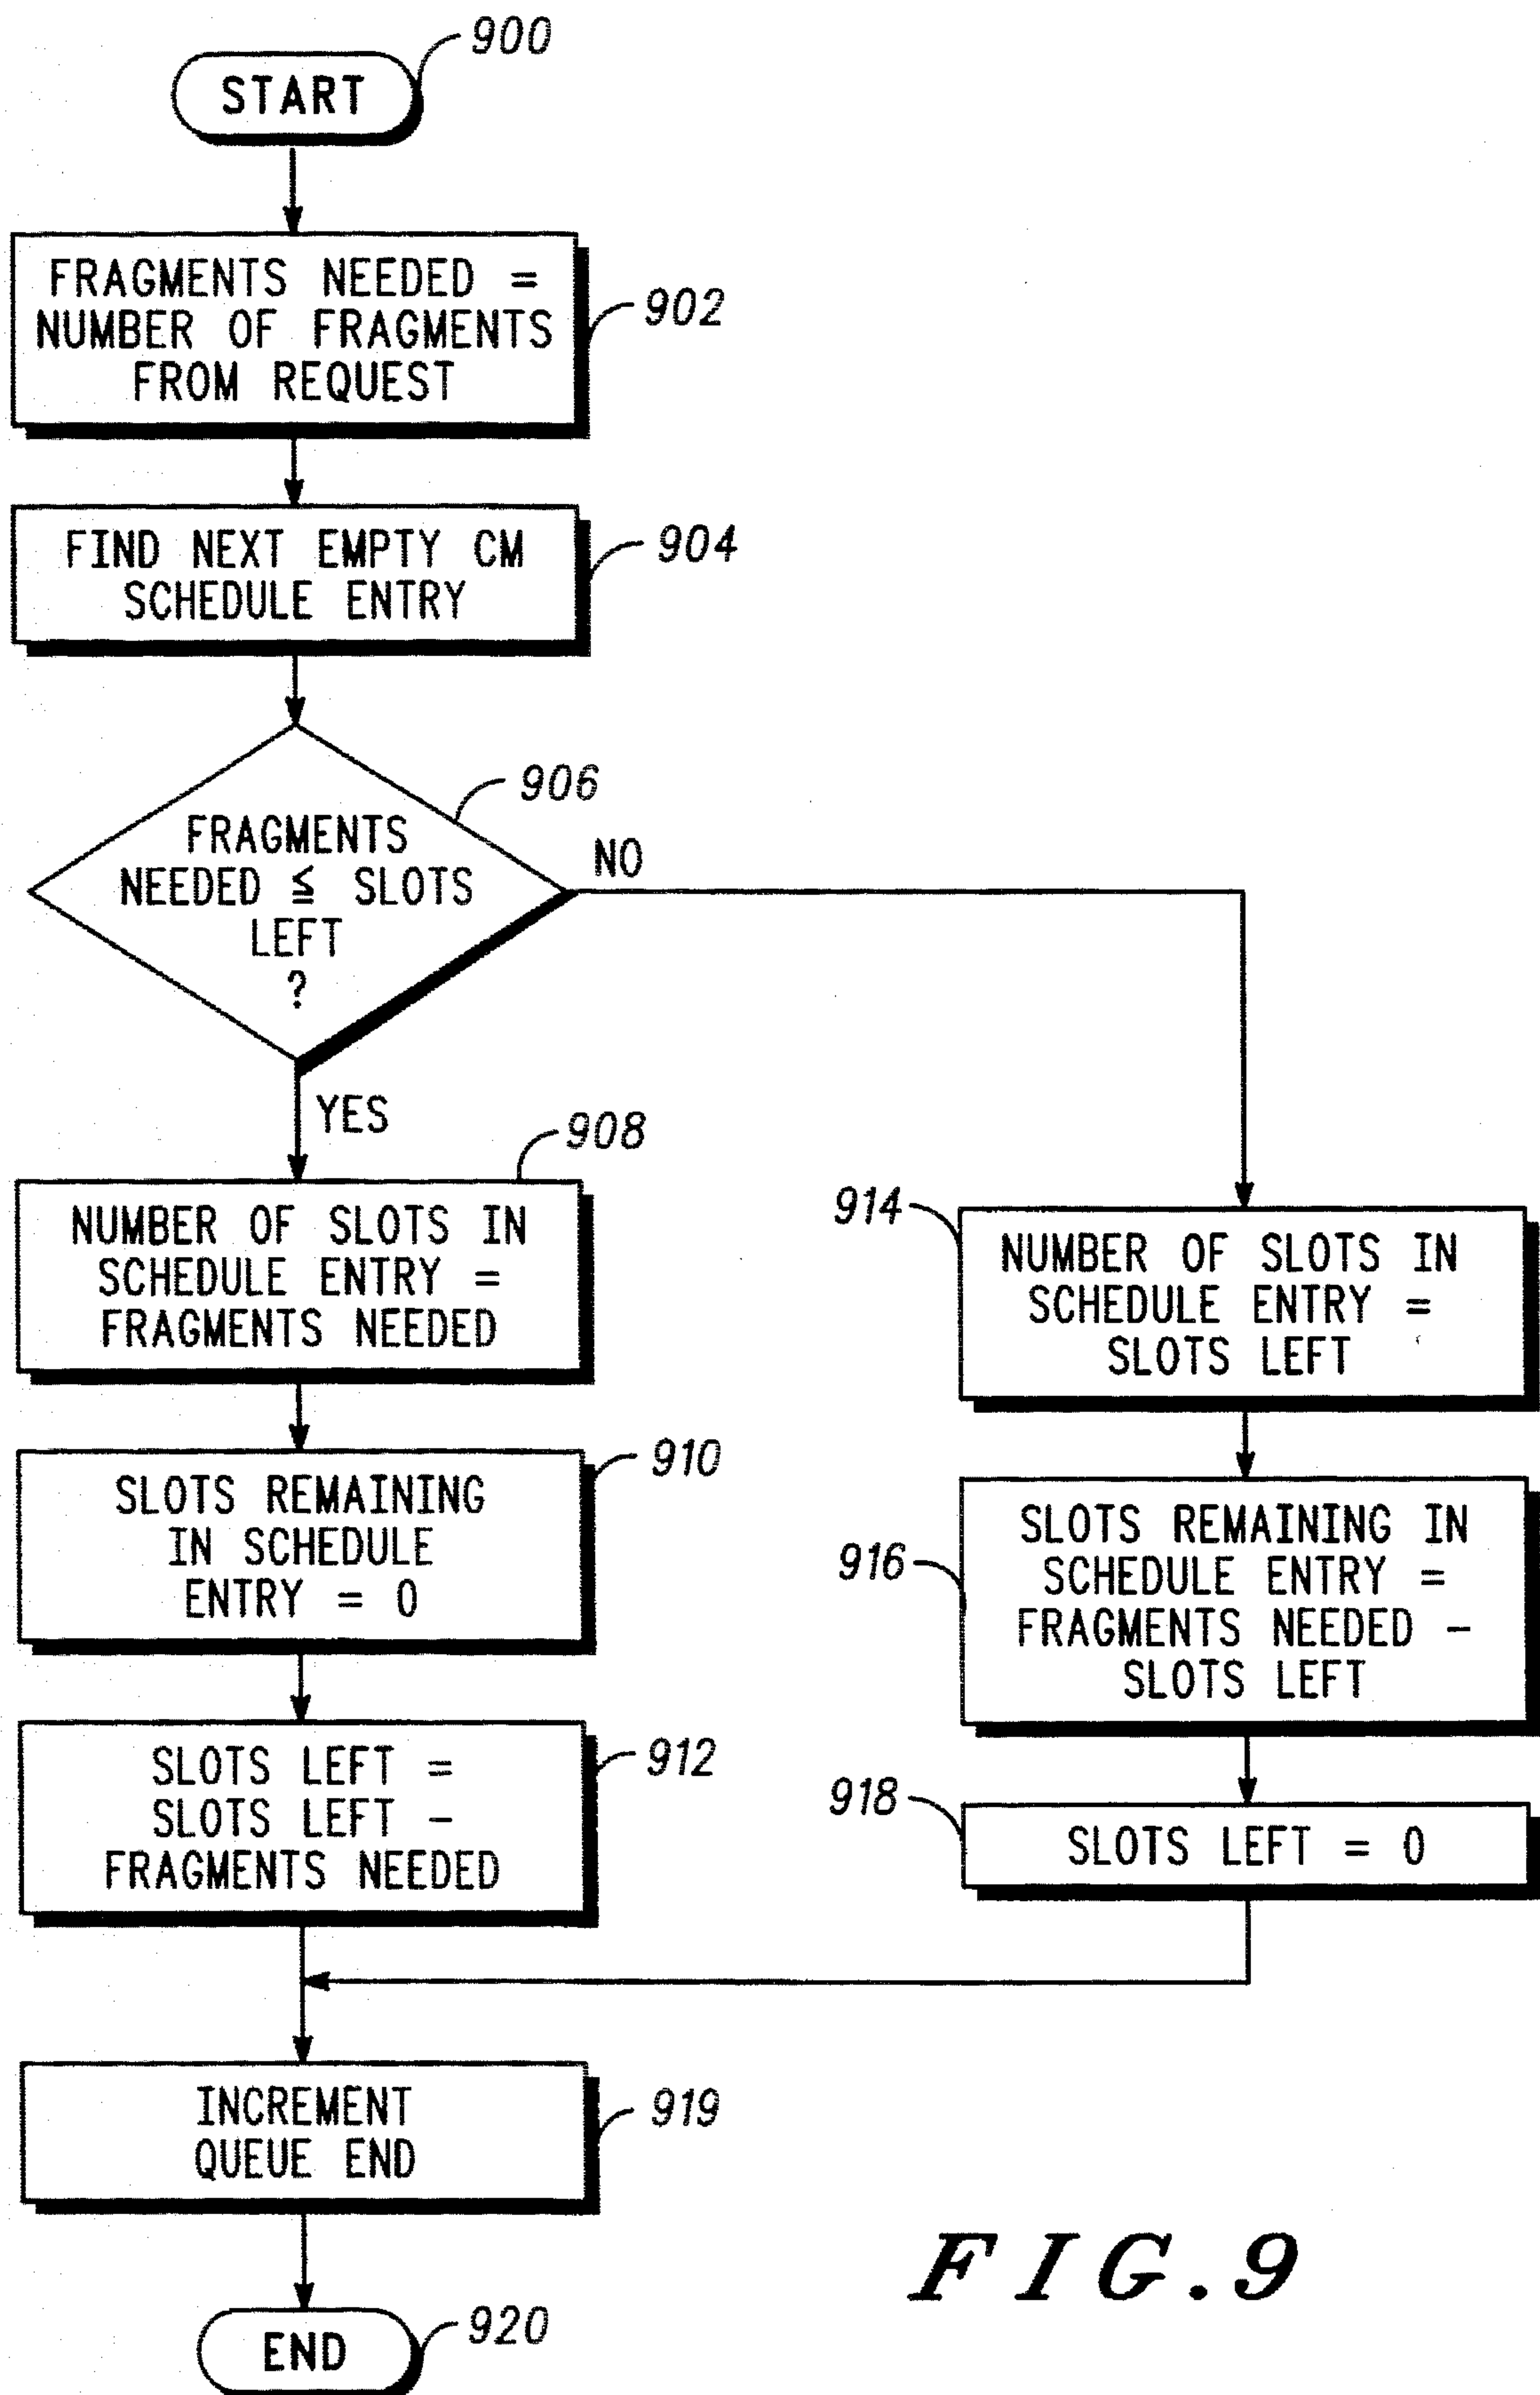 900
START
FRAGMENTS NEEDED =
NUMBER OF FRAGMENTS
FROM REQUEST
902
FIND NEXT EMPTY CM
SCHEDULE ENTRY
904
906
FRAGMENTS
NEEDED ≦ SLOTS
LEFT
?
NO
YES
908
NUMBER OF SLOTS IN
SCHEDULE ENTRY =
FRAGMENTS NEEDED
910
SLOTS REMAINING
IN SCHEDULE
ENTRY = 0
912
SLOTS LEFT =
SLOTS LEFT -
FRAGMENTS NEEDED
914
NUMBER OF SLOTS IN
SCHEDULE ENTRY =
SLOTS LEFT
916
SLOTS REMAINING IN
SCHEDULE ENTRY =
FRAGMENTS NEEDED -
SLOTS LEFT
918
SLOTS LEFT = 0
INCREMENT
QUEUE END
919
END
920
FIG.9